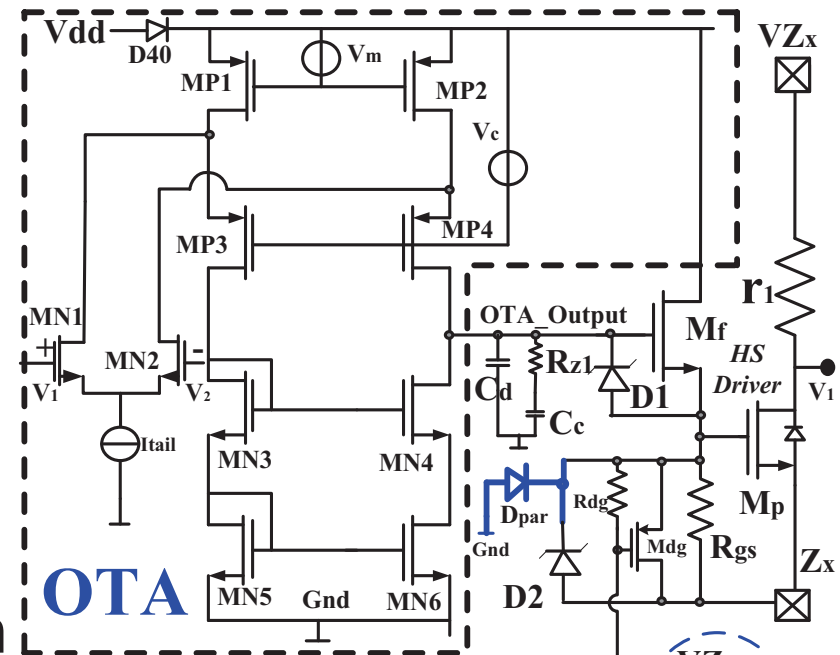 Vdd
D40
Vm
VZx
MP1
MP2
Vc
MP3
MP4
r1
OTA_Output
MN1
+
MN2
-
V1
V2
Rz1
Mf
HS
Driver
V1
Cd
D1
Cc
Itail
MN3
MN4
Dpar
Rdg
Mdg
Rgs
Mp
Gnd
Zx
OTA
MN5
Gnd
MN6
D2